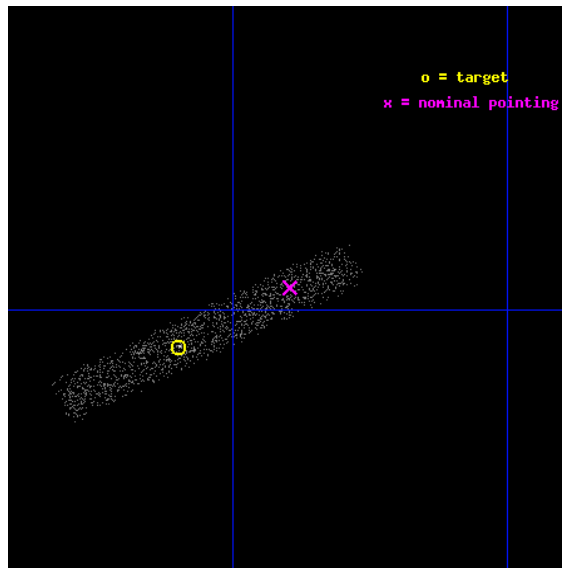 o = target
x = nominal pointing